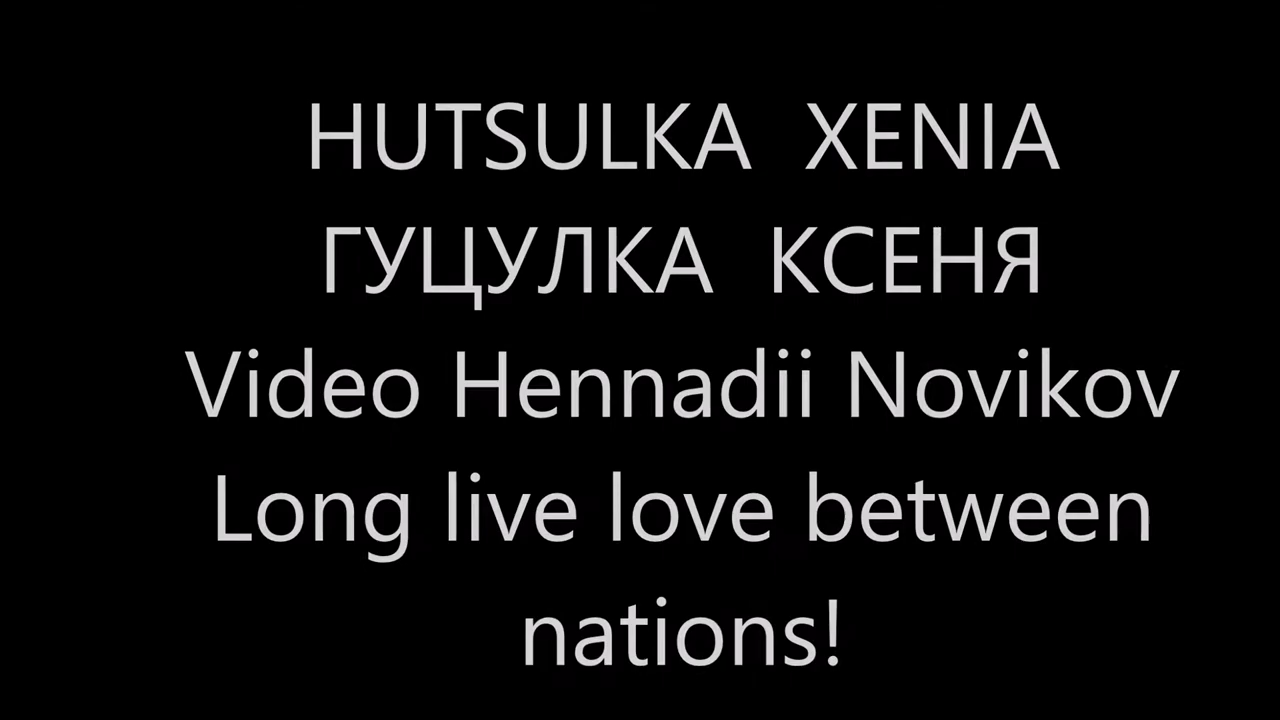 HUTSULKA XENIA
ГУЦУЛКА КСЕНЯ
Video Hennadii Novikov
Long live love between
nations!